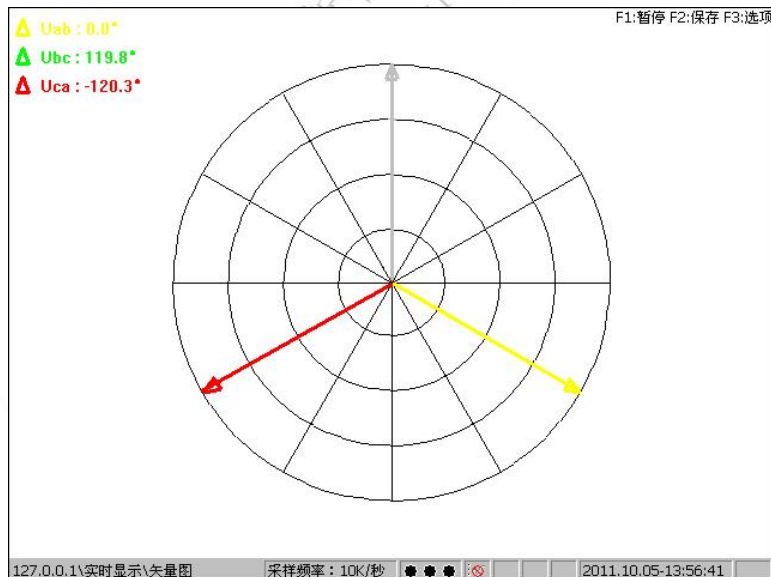 F1:暂停 F2:保存 F3:选项
Uab : 0.0°
Ubc : 119.8°
Uca : -120.3°
127.0.0.1\实时显示\矢量图 采样频率：10K/秒 2011.10.05-13:56:41